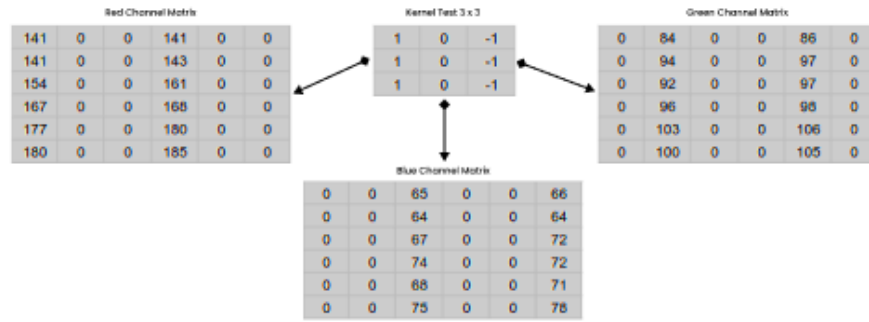 Red Channel Matrix
141 0 0 141 0 0
141 0 0 143 0 0
154 0 0 161 0 0
167 0 0 168 0 0
177 0 0 180 0 0
180 0 0 185 0 0
Kernel Test 3 x 3
1 0 -1
1 0 -1
1 0 -1
Green Channel Matrix
0 84 0 0 86 0
0 94 0 0 97 0
0 92 0 0 97 0
0 96 0 0 98 0
0 103 0 0 106 0
0 100 0 0 105 0
Blue Channel Matrix
0 0 65 0 0 66
0 0 64 0 0 64
0 0 67 0 0 72
0 0 74 0 0 72
0 0 68 0 0 71
0 0 75 0 0 78